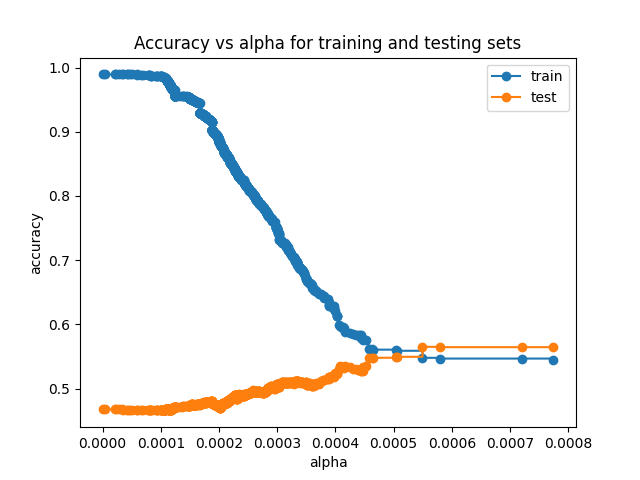 Accuracy vs alpha for training and testing sets
train
test
1.0
0.9
0.8
0.7
0.6
0.5
accuracy
0.0000 0.0001 0.0002 0.0003 0.0004 0.0005 0.0006 0.0007 0.0008
alpha